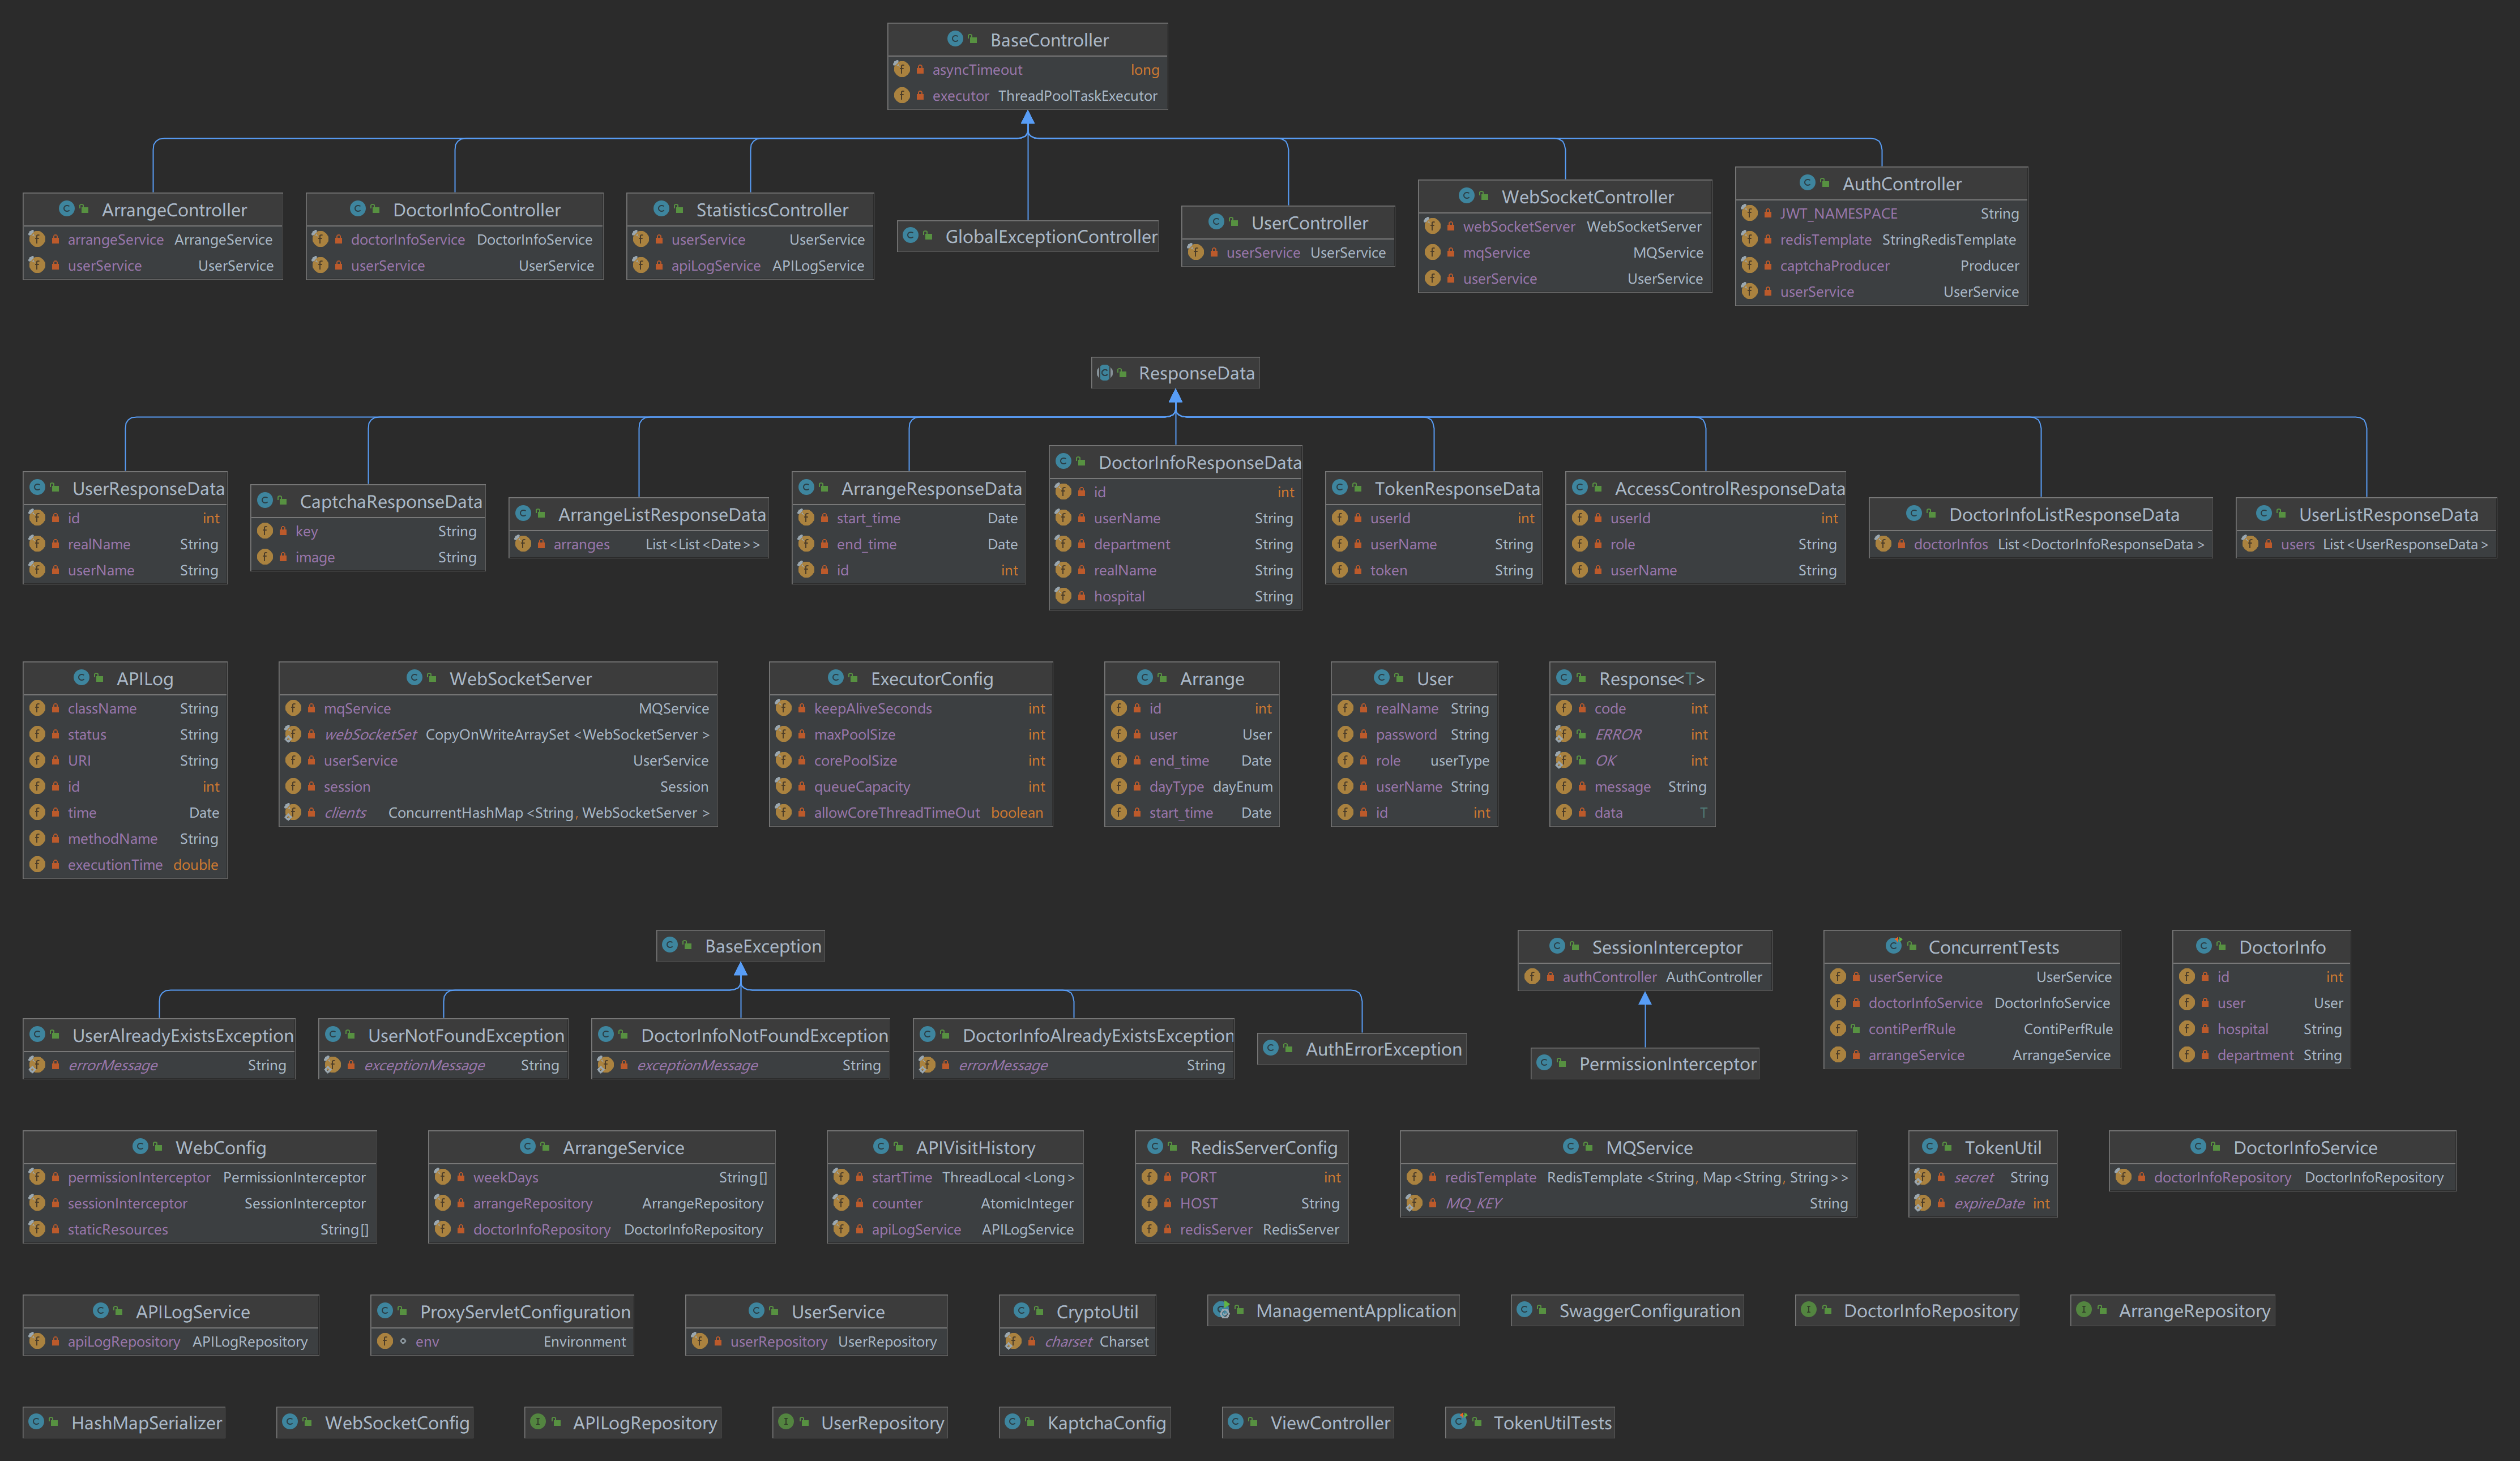 BaseController
asyncTimeout long
executor ThreadPoolTaskExecutor
ArrangeController
arrangeService ArrangeService
userService UserService
DoctorInfoController
doctorInfoService DoctorInfoService
userService UserService
StatisticsController
userService UserService
apiLogService APILogService
GlobalExceptionController
UserController
userService UserService
WebSocketController
webSocketServer WebSocketServer
mqService MQService
userService UserService
AuthController
JWT_NAMESPACE String
redisTemplate StringRedisTemplate
captchaProducer Producer
userService UserService
ResponseData
UserResponseData
id int
realName String
userName String
CaptchaResponseData
key String
image String
ArrangeListResponseData
arranges List<List<Date>>
ArrangeResponseData
start_time Date
end_time Date
id int
DoctorInfoResponseData
id int
userName String
department String
realName String
hospital String
TokenResponseData
userId int
userName String
token String
AccessControlResponseData
userId int
role String
userName String
DoctorInfoListResponseData
doctorInfos List<DoctorInfoResponseData>
UserListResponseData
users List<UserResponseData>
APILog
className String
status String
URI String
id int
time Date
methodName String
executionTime double
WebSocketServer
mqService MQService
webSocketSet CopyOnWriteArraySet<WebSocketServer>
userService UserService
session Session
clients ConcurrentHashMap<String, WebSocketServer>
ExecutorConfig
keepAliveSeconds int
maxPoolSize int
corePoolSize int
queueCapacity int
allowCoreThreadTimeOut boolean
Arrange
id int
user User
end_time Date
dayType dayEnum
start_time Date
User
realName String
password String
role userType
userName String
id int
Response<T>
code int
ERROR int
OK int
message String
data T
BaseException
UserAlreadyExistsException
errorMessage String
UserNotFoundException
exceptionMessage String
DoctorInfoNotFoundException
exceptionMessage String
DoctorInfoAlreadyExistsException
errorMessage String
AuthErrorException
SessionInterceptor
authController AuthController
PermissionInterceptor
ConcurrentTests
userService UserService
doctorInfoService DoctorInfoService
contiPerfRule ContiPerfRule
arrangeService ArrangeService
DoctorInfo
id int
user User
hospital String
department String
WebConfig
permissionInterceptor PermissionInterceptor
sessionInterceptor SessionInterceptor
staticResources String[]
ArrangeService
weekDays String[]
arrangeRepository ArrangeRepository
doctorInfoRepository DoctorInfoRepository
APIVisitHistory
startTime ThreadLocal<Long>
counter AtomicInteger
apiLogService APILogService
RedisServerConfig
PORT int
HOST String
redisServer RedisServer
MQService
redisTemplate RedisTemplate<String, Map<String, String>>
MQ_KEY String
TokenUtil
secret String
expireDate int
DoctorInfoService
doctorInfoRepository DoctorInfoRepository
APILogService
apiLogRepository APILogRepository
ProxyServletConfiguration
env Environment
UserService
userRepository UserRepository
CryptoUtil
charset Charset
ManagementApplication
SwaggerConfiguration
DoctorInfoRepository
ArrangeRepository
HashMapSerializer
WebSocketConfig
APILogRepository
UserRepository
KaptchaConfig
ViewController
TokenUtilTests